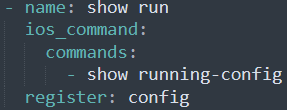 - name: show run
  ios_command:
    commands:
      - show running-config
  register: config